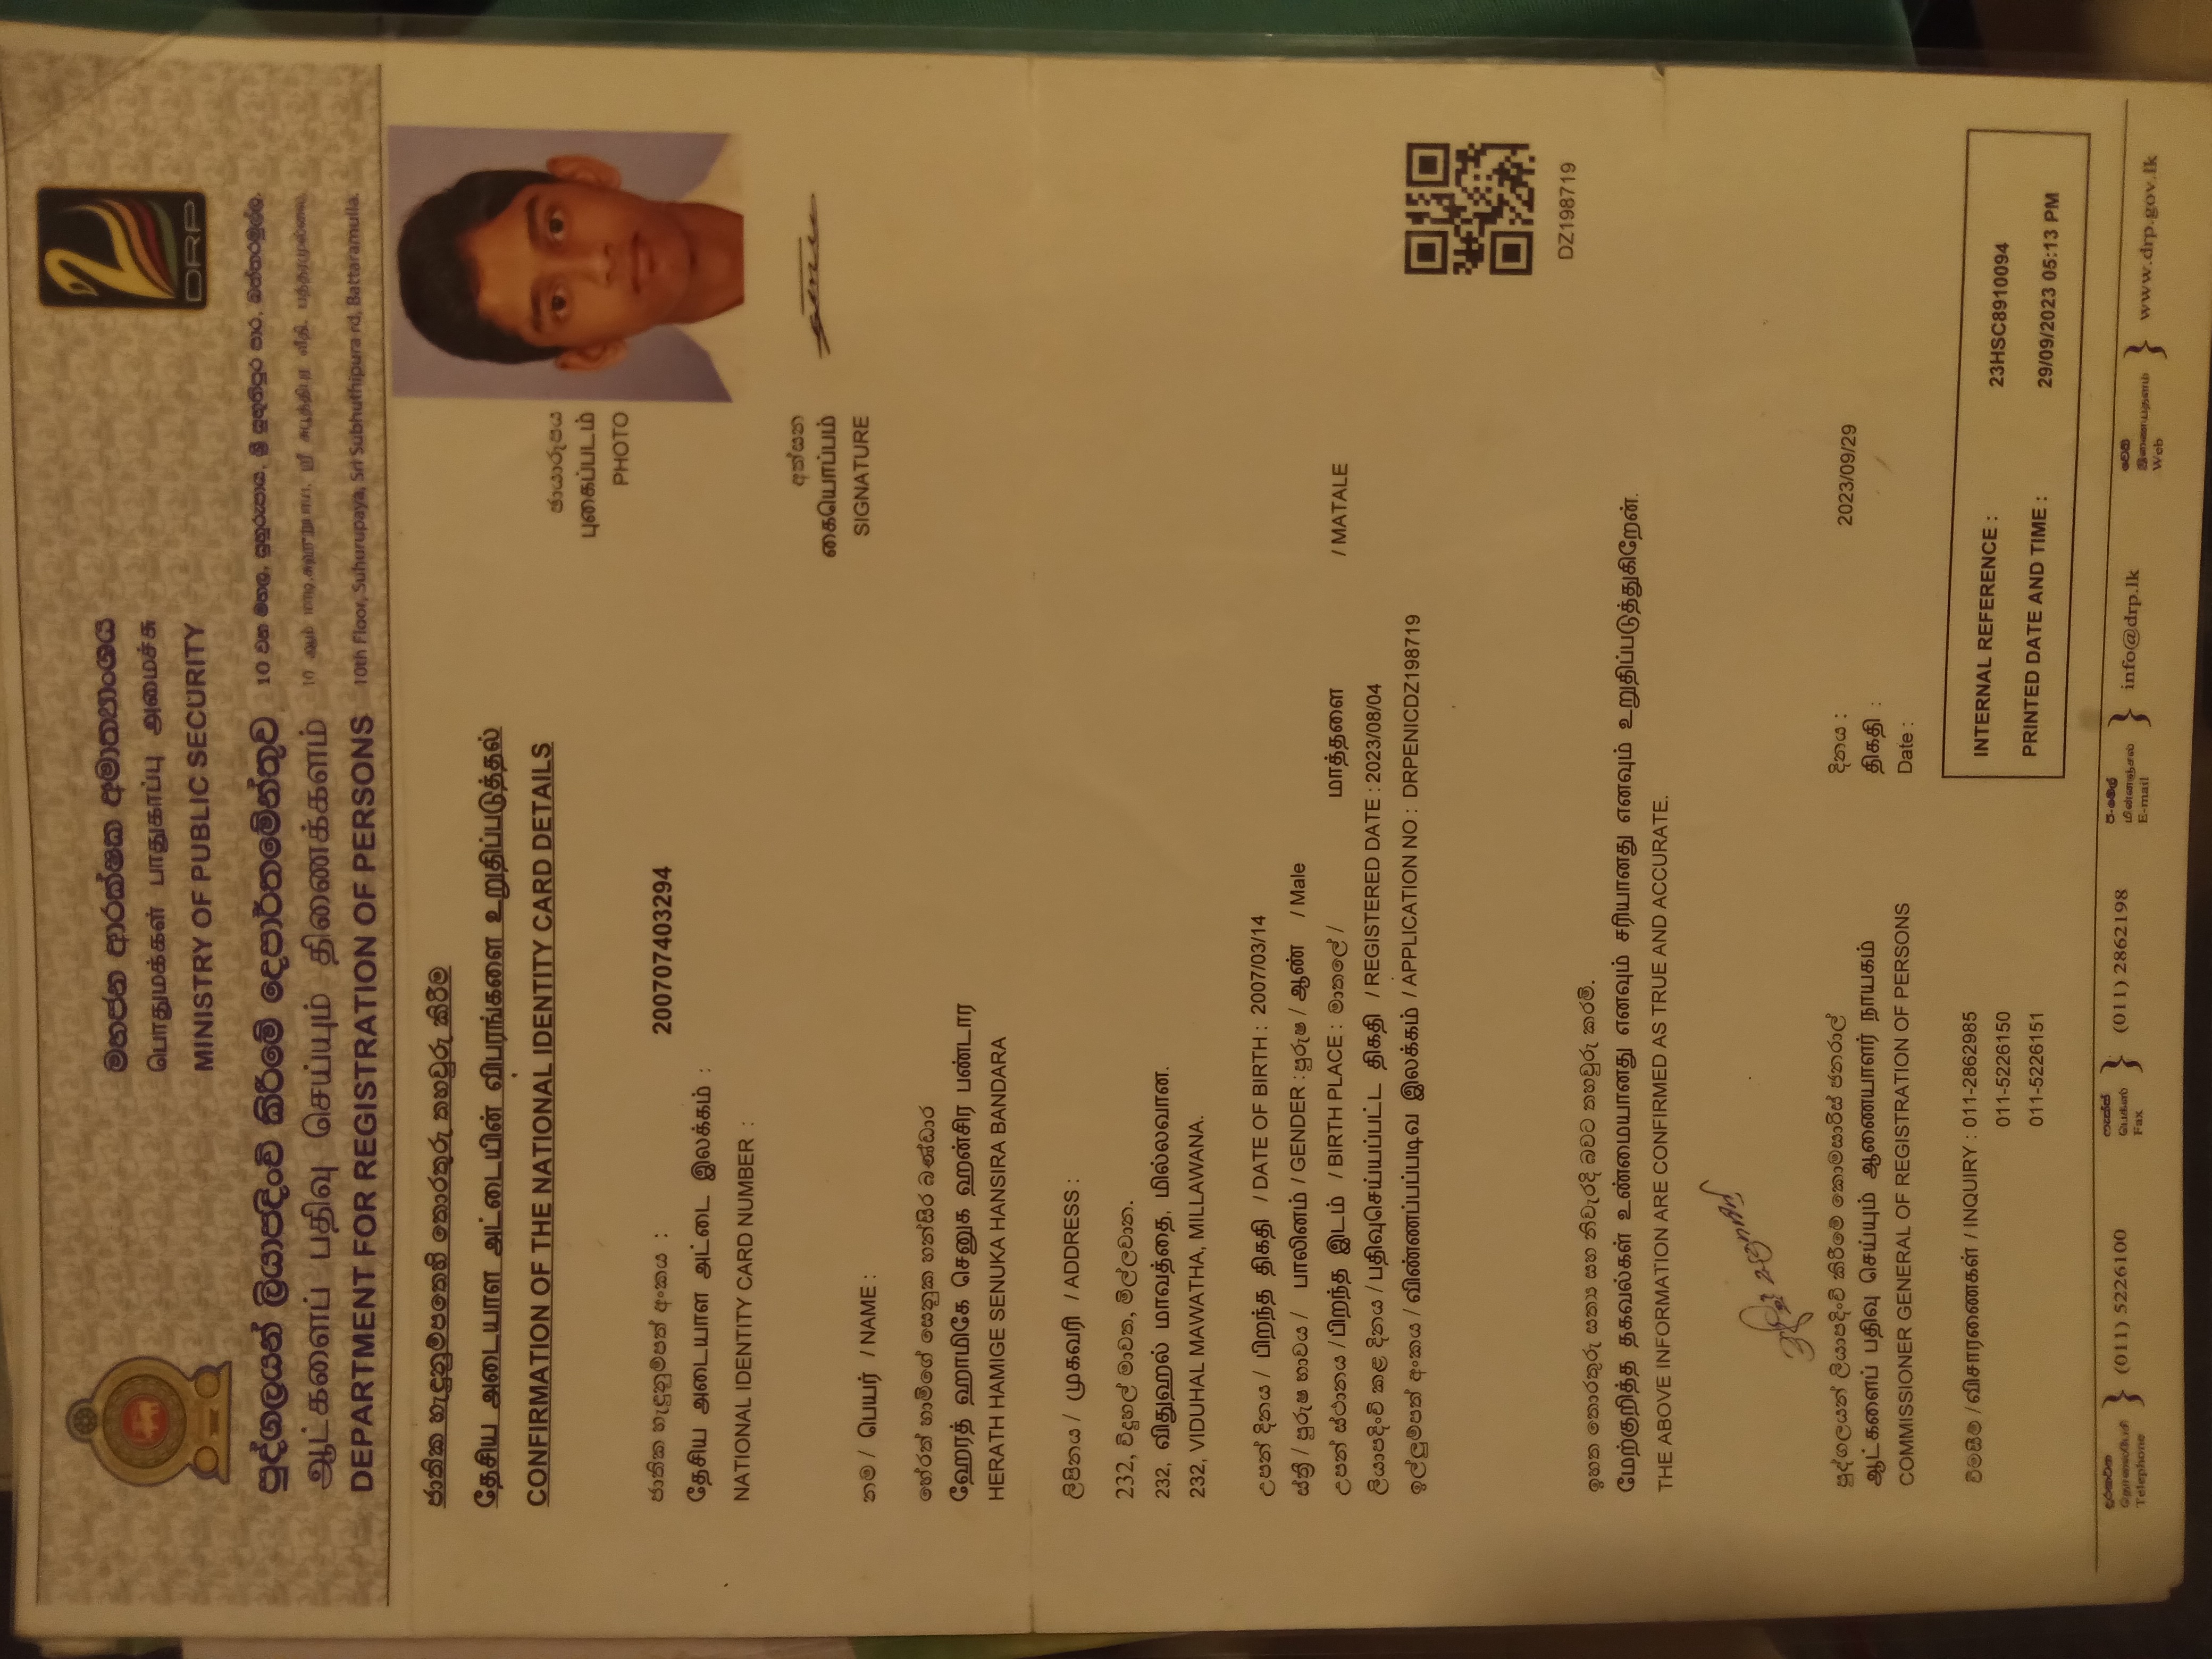 මහජන ආරක්ෂක අමාත්‍යාංශය
பொதுமக்கள் பாதுகாப்பு அமைச்சு
MINISTRY OF PUBLIC SECURITY
DRP
පුද්ගලයන් ලියාපදිංචි කිරීමේ දෙපාර්තමේන්තුව
ஆட்களைப் பதிவு செய்யும் திணைக்களம்
DEPARTMENT FOR REGISTRATION OF PERSONS
10 වන මහල, සුහුරුපාය, ශ්‍රී සුභූතිපුර පාර, බත්තරමුල්ල.
10 ஆம் மாடி, சுஹுறுபாய, ஸ்ரீ சுபூத்திபுர வீதி, பத்தரமுல்லை.
10th Floor, Suhurupaya, Sri Subhuthipura rd, Battaramulla.
ජාතික හැඳුනුම්පතෙහි තොරතුරු තහවුරු කිරීම
தேசிய அடையாள அட்டையின் விபரங்களை உறுதிப்படுத்தல்
CONFIRMATION OF THE NATIONAL IDENTITY CARD DETAILS
ඡායාරූපය
புகைப்படம்
PHOTO
ජාතික හැඳුනුම්පත් අංකය : 200707403294
தேசிய அடையாள அட்டை இலக்கம் :
NATIONAL IDENTITY CARD NUMBER :
අත්සන
கையொப்பம்
SIGNATURE
නම / பெயர் / NAME :
හේරත් හාමිගේ සෙනුක හන්සිර බණ්ඩාර
ஹேரத் ஹாமிகே செனுக ஹன்சிர பண்டார
HERATH HAMIGE SENUKA HANSIRA BANDARA
ලිපිනය / முகவரி / ADDRESS :
232, විදුහල් මාවත, මිල්ලවාන.
232, விதுஹல் மாவத்தை, மில்லவான.
232, VIDUHAL MAWATHA, MILLAWANA.
උපන් දිනය / பிறந்த திகதி / DATE OF BIRTH : 2007/03/14
ස්ත්‍රී / පුරුෂ භාවය / பாலினம் / GENDER : පුරුෂ / ஆண் / Male
උපන් ස්ථානය / பிறந்த இடம் / BIRTH PLACE : මාතලේ / மாத்தளை / MATALE
ලියාපදිංචි කළ දිනය / பதிவுசெய்யப்பட்ட திகதி / REGISTERED DATE : 2023/08/04
ඉල්ලුම්පත් අංකය / விண்ணப்பப்படிவ இலக்கம் / APPLICATION NO : DRPENICDZ198719
DZ198719
ඉහත තොරතුරු සත්‍ය සහ නිවැරදි බවට තහවුරු කරමි.
மேற்குறித்த தகவல்கள் உண்மையானது எனவும் சரியானது எனவும் உறுதிப்படுத்துகிறேன்.
THE ABOVE INFORMATION ARE CONFIRMED AS TRUE AND ACCURATE.
පුද්ගලයන් ලියාපදිංචි කිරීමේ කොමසාරිස් ජනරාල්
ஆட்களைப் பதிவு செய்யும் ஆணையாளர் நாயகம்
COMMISSIONER GENERAL OF REGISTRATION OF PERSONS
දිනය : 2023/09/29
திகதி :
Date :
විමසීම් / விசாரணைகள் / INQUIRY : 011-2862985
011-5226150
011-5226151
INTERNAL REFERENCE : 23HSC8910094
PRINTED DATE AND TIME : 29/09/2023 05:13 PM
දුරකථන
தொலைபேசி
Telephone
(011) 5226100
ෆැක්ස්
பெக்ஸ்
Fax
(011) 2862198
ඊ-මේල්
மின்னஞ்சல்
E-mail
info@drp.lk
වෙබ්
இணையதளம்
Web
www.drp.gov.lk